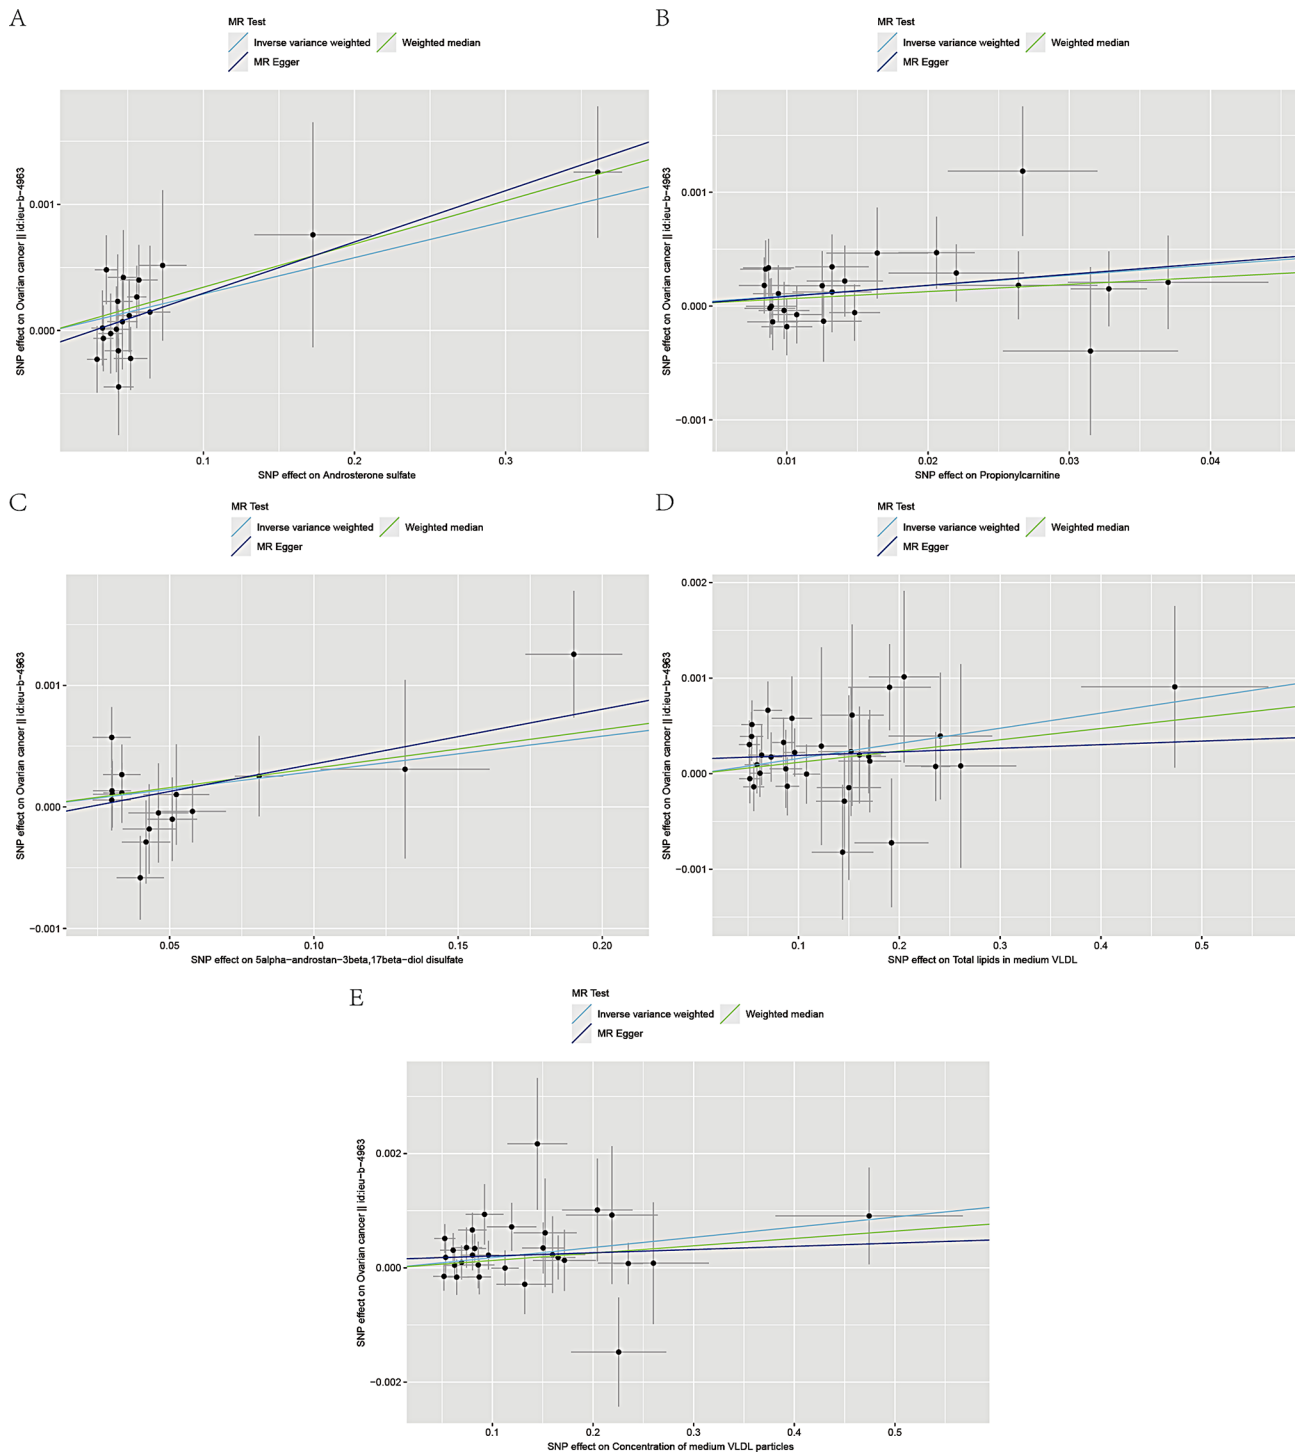 A
MR Test
Inverse variance weighted
Weighted median
MR Egger
SNP effect on Ovarian cancer || id:ieu−b−4963
0.001
0.000
0.1
0.2
0.3
SNP effect on Androsterone sulfate
B
MR Test
Inverse variance weighted
Weighted median
MR Egger
SNP effect on Ovarian cancer || id:ieu−b−4963
0.001
0.000
−0.001
0.01
0.02
0.03
0.04
SNP effect on Propionylcarnitine
C
MR Test
Inverse variance weighted
Weighted median
MR Egger
SNP effect on Ovarian cancer || id:ieu−b−4963
0.001
0.000
−0.001
0.05
0.10
0.15
0.20
SNP effect on 5alpha−androstan−3beta,17beta−diol disulfate
D
MR Test
Inverse variance weighted
Weighted median
MR Egger
SNP effect on Ovarian cancer || id:ieu−b−4963
0.002
0.001
0.000
−0.001
0.1
0.2
0.3
0.4
0.5
SNP effect on Total lipids in medium VLDL
E
MR Test
Inverse variance weighted
Weighted median
MR Egger
SNP effect on Ovarian cancer || id:ieu−b−4963
0.002
0.000
−0.002
0.1
0.2
0.3
0.4
0.5
SNP effect on Concentration of medium VLDL particles